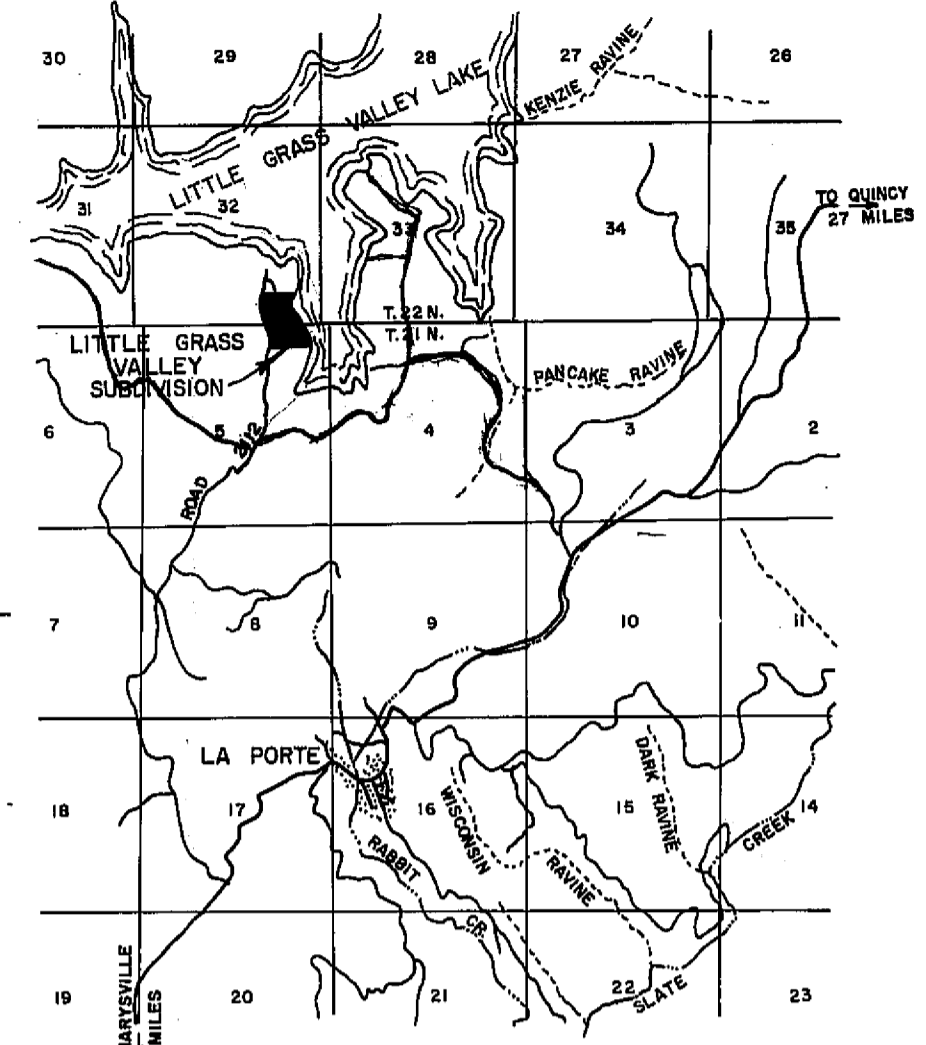 30 29 28 27 26
KENZIE RAVINE
LITTLE GRASS VALLEY LAKE
31 32 33 34 35
TO QUINCY
27 MILES
T. 22 N.
T. 21 N.
LITTLE GRASS
VALLEY
SUBDIVISION
PANCAKE RAVINE
6 5 4 3 2
ROAD
7 8 9 10 11
LA PORTE
18 17 16 15 14
WISCONSIN RAVINE
DARK RAVINE
CREEK
RABBIT CR.
19 20 21 22 23
SLATE
MILES